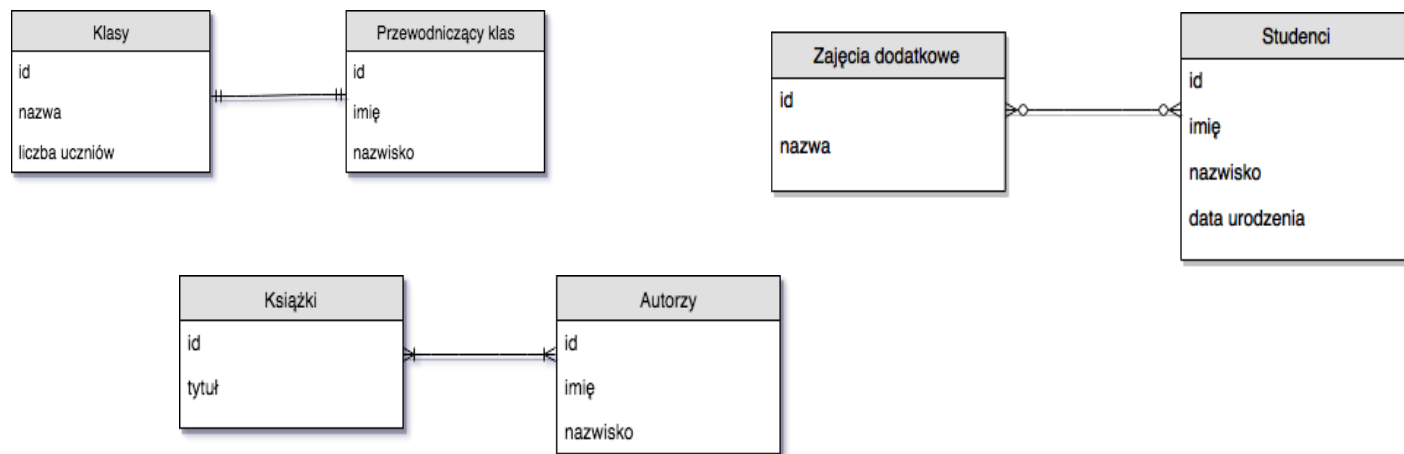 Klasy
id
nazwa
liczba uczniów
Przewodniczący klas
id
imię
nazwisko
Zajęcia dodatkowe
id
nazwa
Studenci
id
imię
nazwisko
data urodzenia
Książki
id
tytuł
Autorzy
id
imię
nazwisko